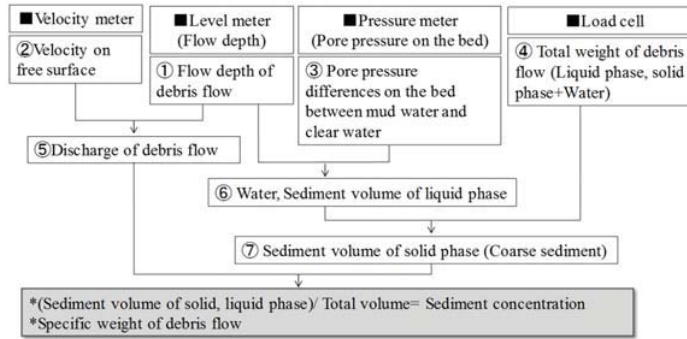 ■Velocity meter
②Velocity on
free surface
■Level meter
(Flow depth)
① Flow depth of
debris flow
■Pressure meter
(Pore pressure on the bed)
③ Pore pressure
differences on the bed
between mud water and
clear water
■Load cell
④ Total weight of debris
flow (Liquid phase, solid
phase+Water)
⑤Discharge of debris flow
⑥ Water, Sediment volume of liquid phase
⑦ Sediment volume of solid phase (Coarse sediment)
*(Sediment volume of solid, liquid phase)/ Total volume= Sediment concentration
*Specific weight of debris flow